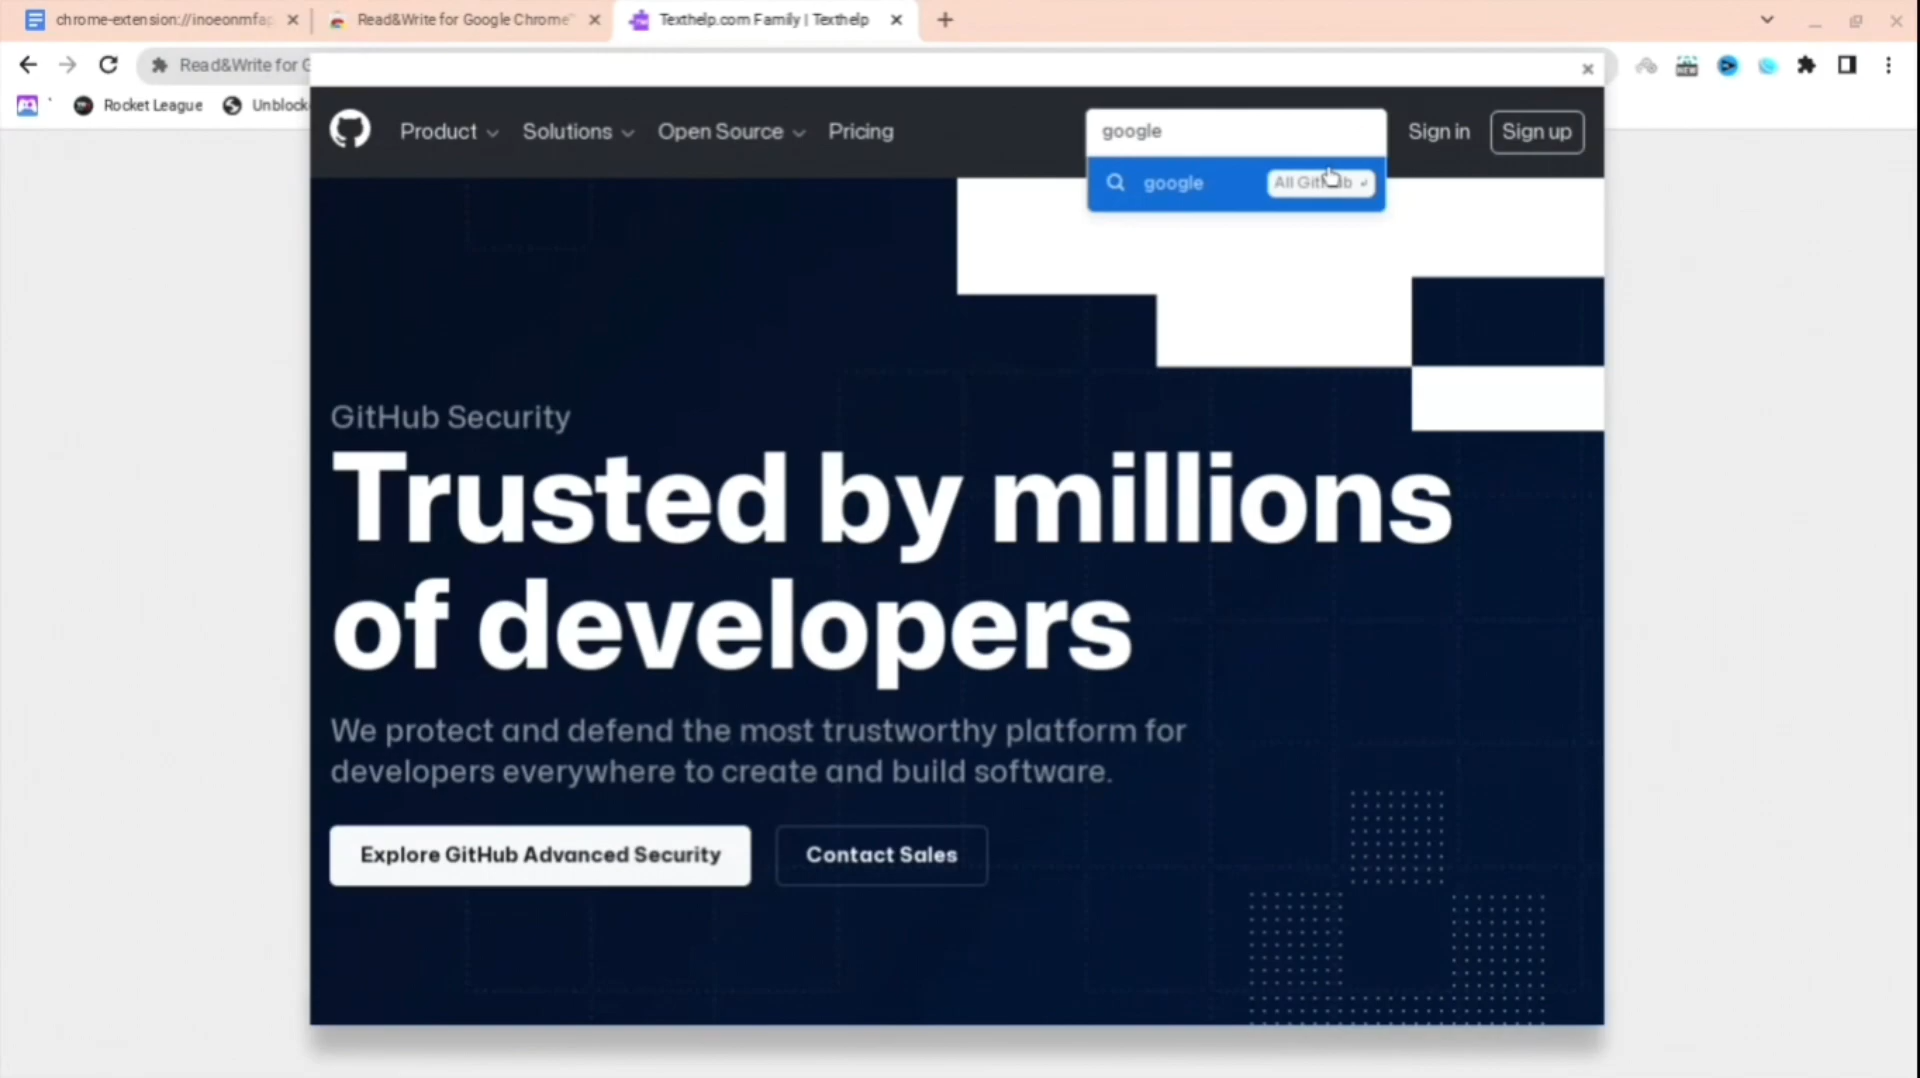 chrome-extension://inoeonmfap
Read&Write for Google Chrome™
Texthelp.com Family | Texthelp
Read&Write for G
Rocket League
Unblock
Product
Solutions
Open Source
Pricing
google
Sign in
Sign up
google
All GitHub
GitHub Security
Trusted by millions
of developers
We protect and defend the most trustworthy platform for
developers everywhere to create and build software.
Explore GitHub Advanced Security
Contact Sales